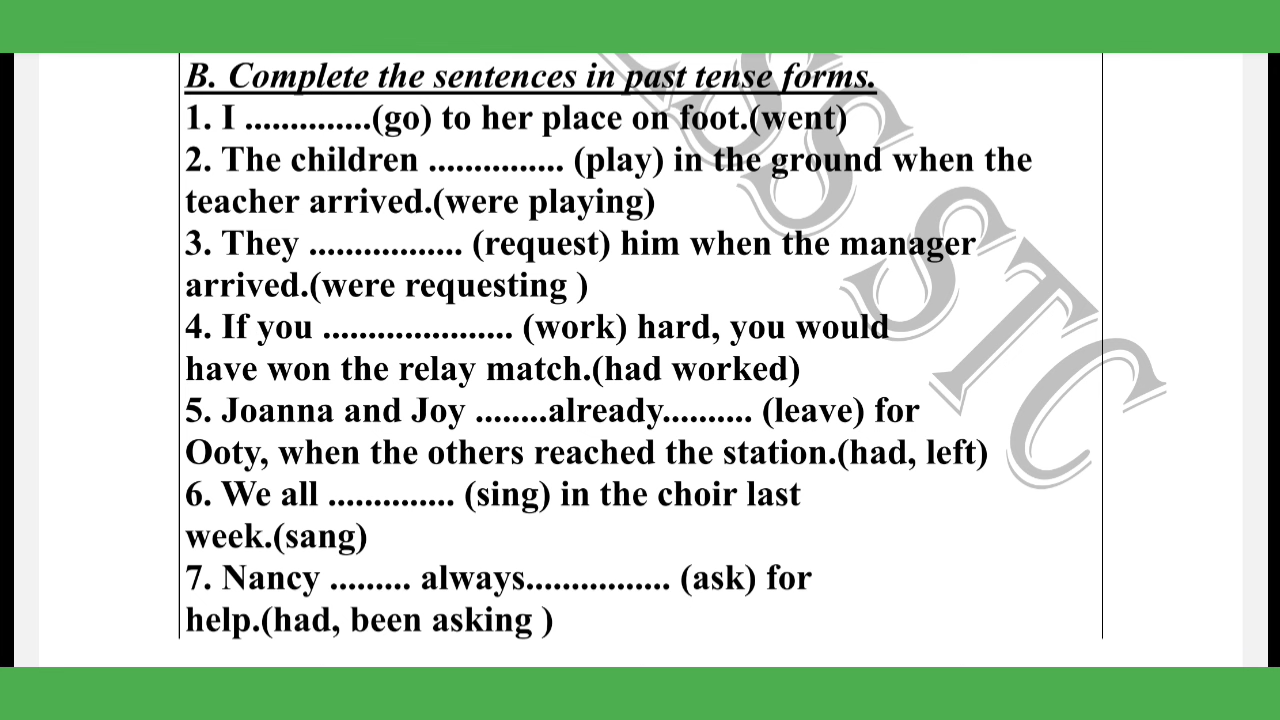 B. Complete the sentences in past tense forms.
1. I ..............(go) to her place on foot.(went)
2. The children ............... (play) in the ground when the
teacher arrived.(were playing)
3. They ................. (request) him when the manager
arrived.(were requesting )
4. If you ..................... (work) hard, you would
have won the relay match.(had worked)
5. Joanna and Joy ........already.......... (leave) for
Ooty, when the others reached the station.(had, left)
6. We all .............. (sing) in the choir last
week.(sang)
7. Nancy ......... always................ (ask) for
help.(had, been asking )